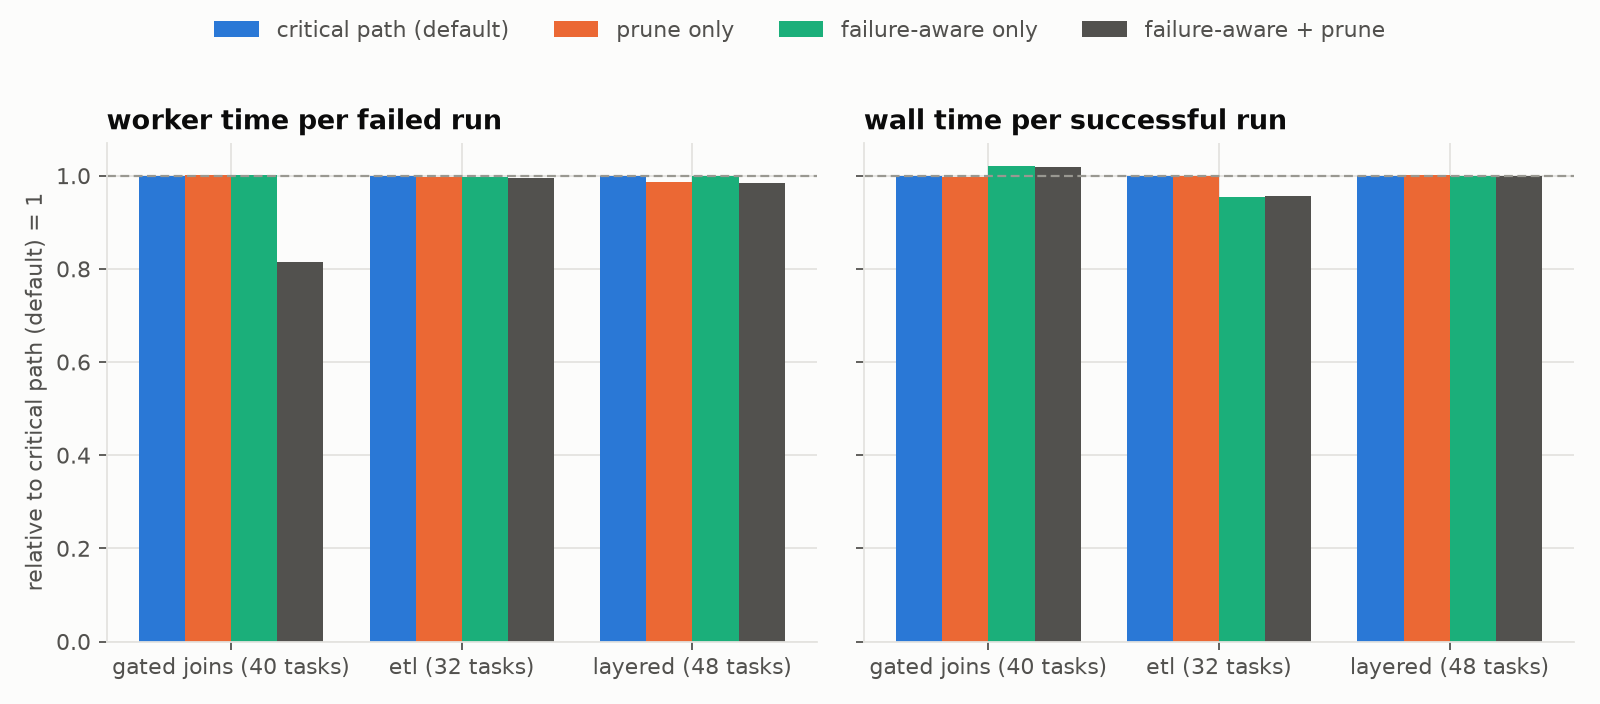 critical path (default) prune only failure-aware only failure-aware + prune
worker time per failed run
wall time per successful run
relative to critical path (default) = 1
1.0
0.8
0.6
0.4
0.2
0.0
gated joins (40 tasks) etl (32 tasks) layered (48 tasks)
gated joins (40 tasks) etl (32 tasks) layered (48 tasks)